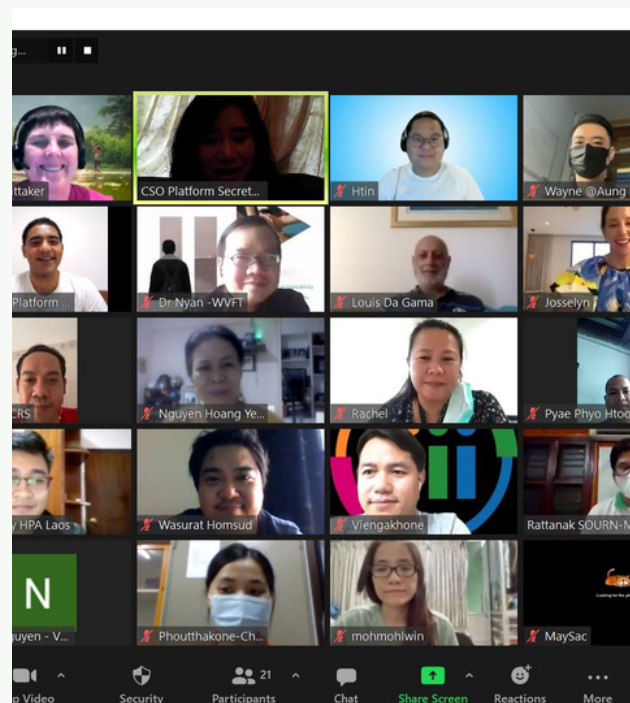 g...
ttaker
CSO Platform Secret...
Htin
Wayne @Aung
Platform ...
Dr Nyan -WVFT
Louis Da Gama
Josselyn
CRS
Nguyen Hoang Ye...
Rachel
Pyae Phyo Htoo
y HPA Laos
Wasurat Homsud
Viengakhone
Rattanak SOURN-M
N
guyen - V...
Phoutthakone-Ch...
mohmohlwin
MaySac
p Video
Security
21
Participants
Chat
Share Screen
Reactions
More